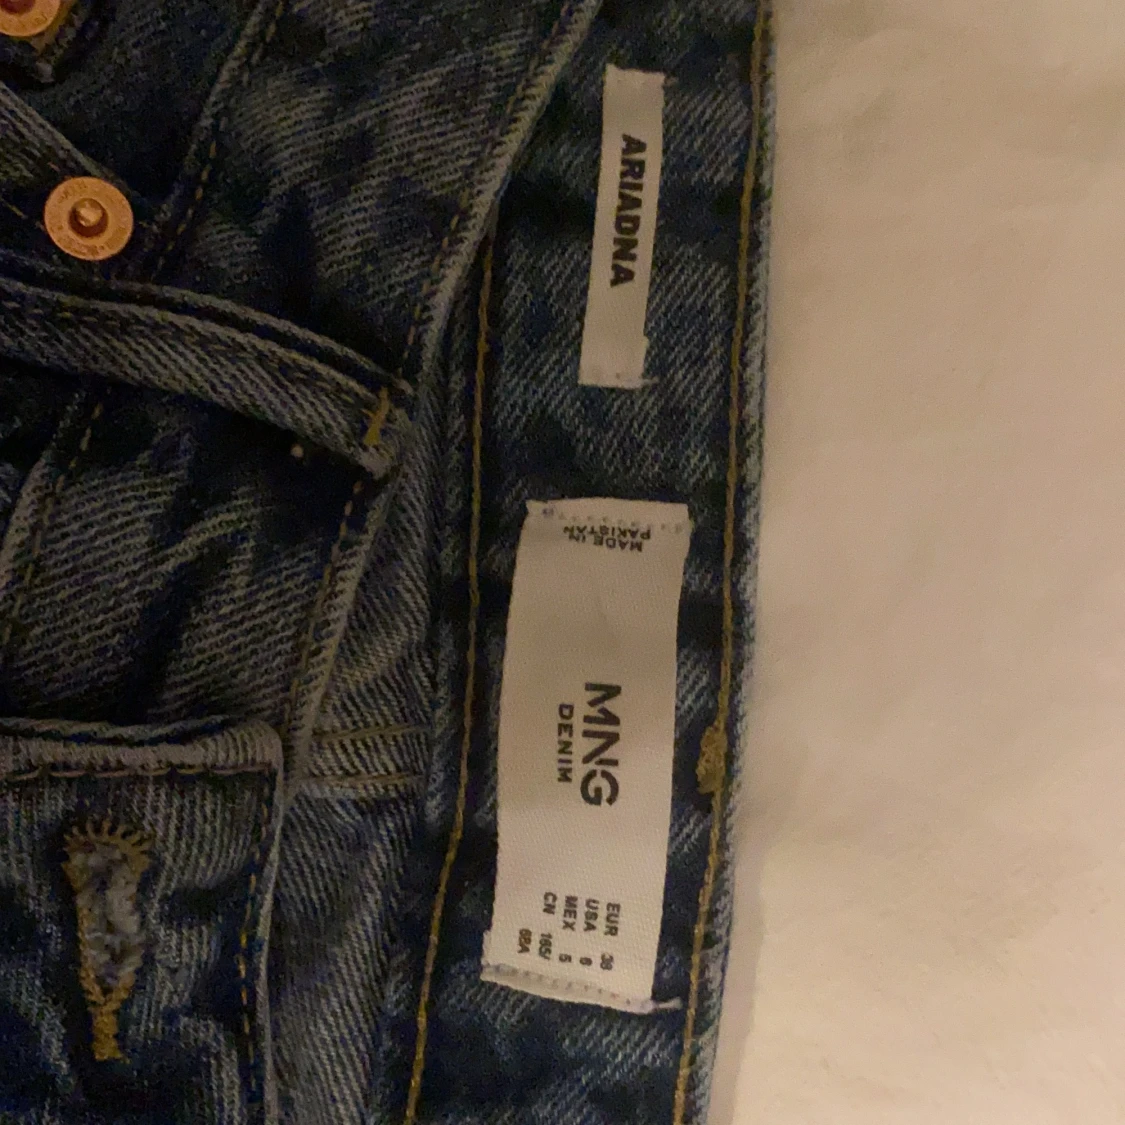 ARIADNA
MADE IN
PAKISTAN
MNG
DENIM
EUR 38
USA 6
MEX 5
CN 165/
68A